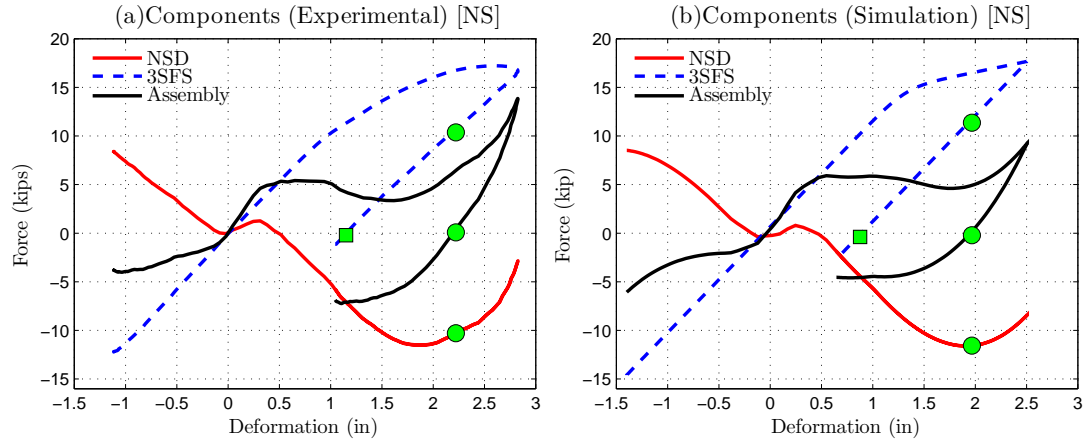 (a)Components (Experimental) [NS]
20
15
10
5
0
−5
−10
−15
−1.5 −1 −0.5 0 0.5 1 1.5 2 2.5 3
Force (kips)
Deformation (in)
NSD
3SFS
Assembly
(b)Components (Simulation) [NS]
20
15
10
5
0
−5
−10
−15
−1.5 −1 −0.5 0 0.5 1 1.5 2 2.5 3
Force (kip)
Deformation (in)
NSD
3SFS
Assembly